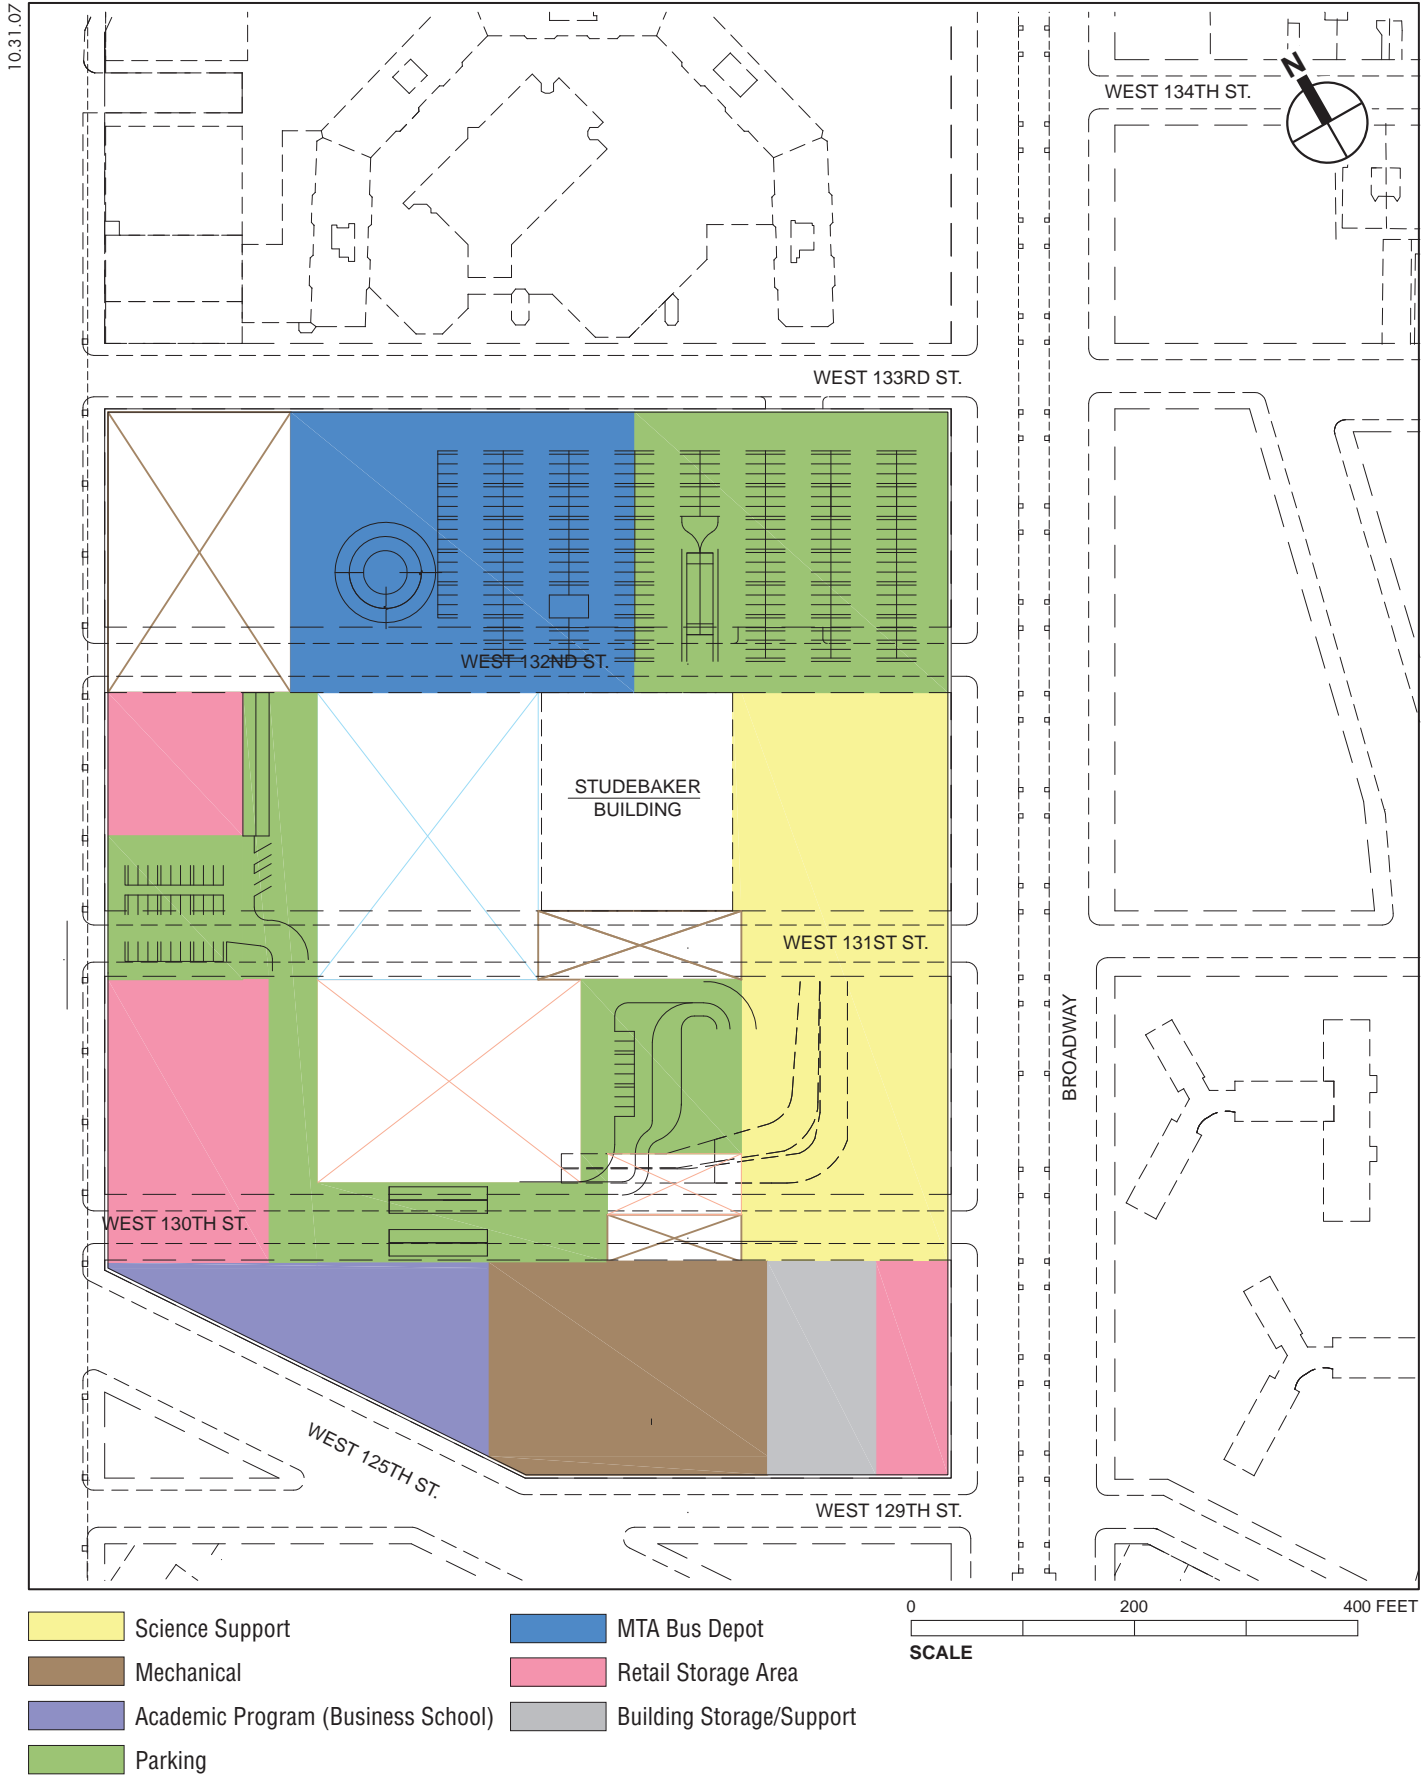 10.31.07
WEST 134TH ST.
N
WEST 133RD ST.
WEST 132ND ST.
STUDEBAKER
BUILDING
WEST 131ST ST.
BROADWAY
WEST 130TH ST.
WEST 125TH ST.
WEST 129TH ST.
0 200 400 FEET
SCALE
Science Support
Mechanical
Academic Program (Business School)
Parking
MTA Bus Depot
Retail Storage Area
Building Storage/Support